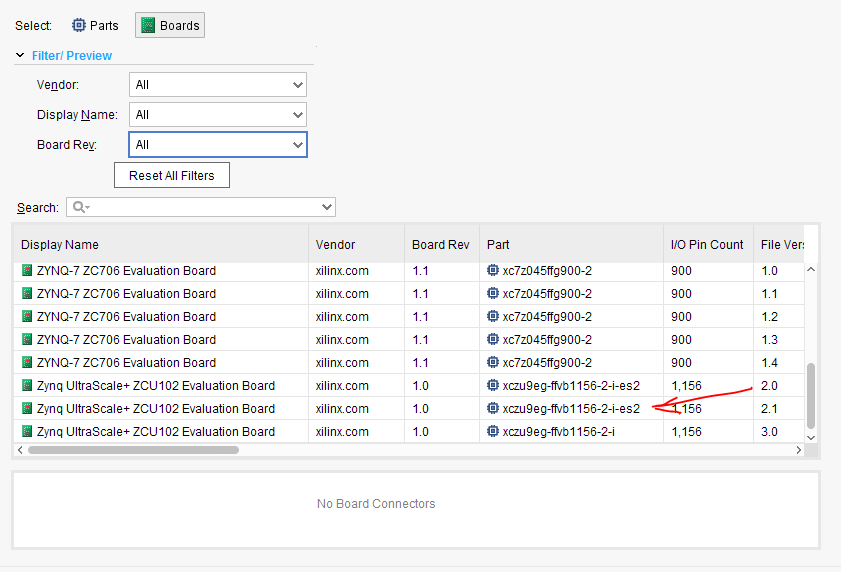 Select: Parts Boards
Filter/ Preview
Vendor: All
Display Name: All
Board Rev: All
Reset All Filters
Search:
Display Name Vendor Board Rev Part I/O Pin Count File Vers
ZYNQ-7 ZC706 Evaluation Board xilinx.com 1.1 xc7z045ffg900-2 900 1.0
ZYNQ-7 ZC706 Evaluation Board xilinx.com 1.1 xc7z045ffg900-2 900 1.1
ZYNQ-7 ZC706 Evaluation Board xilinx.com 1.1 xc7z045ffg900-2 900 1.2
ZYNQ-7 ZC706 Evaluation Board xilinx.com 1.1 xc7z045ffg900-2 900 1.3
ZYNQ-7 ZC706 Evaluation Board xilinx.com 1.1 xc7z045ffg900-2 900 1.4
Zynq UltraScale+ ZCU102 Evaluation Board xilinx.com 1.0 xczu9eg-ffvb1156-2-i-es2 1,156 2.0
Zynq UltraScale+ ZCU102 Evaluation Board xilinx.com 1.0 xczu9eg-ffvb1156-2-i-es2 1,156 2.1
Zynq UltraScale+ ZCU102 Evaluation Board xilinx.com 1.0 xczu9eg-ffvb1156-2-i 1,156 3.0
No Board Connectors